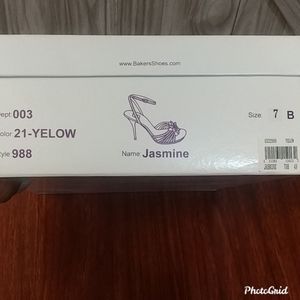 www.BakersShoes.com
ept: 003
olor: 21-YELOW
tyle 988
Name: Jasmine
Size: 7 B
PhotoGrid